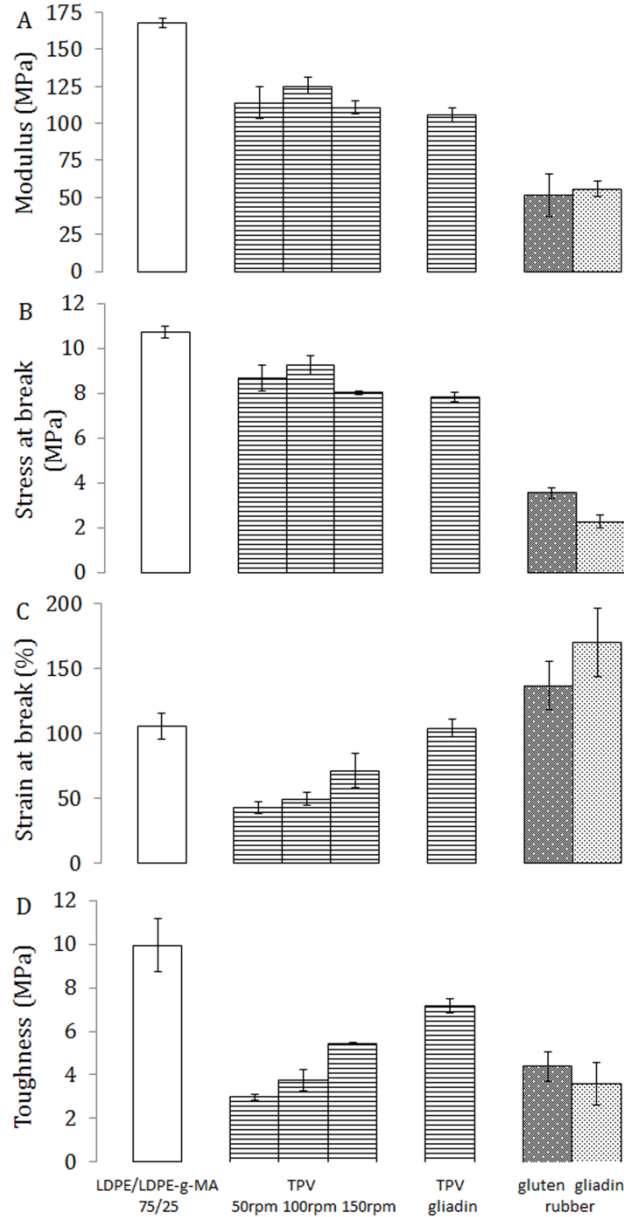 A
Modulus (MPa)
175
150
125
100
75
50
25
0
B
Stress at break
(MPa)
12
10
8
6
4
2
0
C
Strain at break (%)
200
150
100
50
0
D
Toughness (MPa)
12
10
8
6
4
2
0
LDPE/LDPE-g-MA TPV TPV gluten gliadin
75/25 50rpm 100rpm 150rpm gliadin rubber